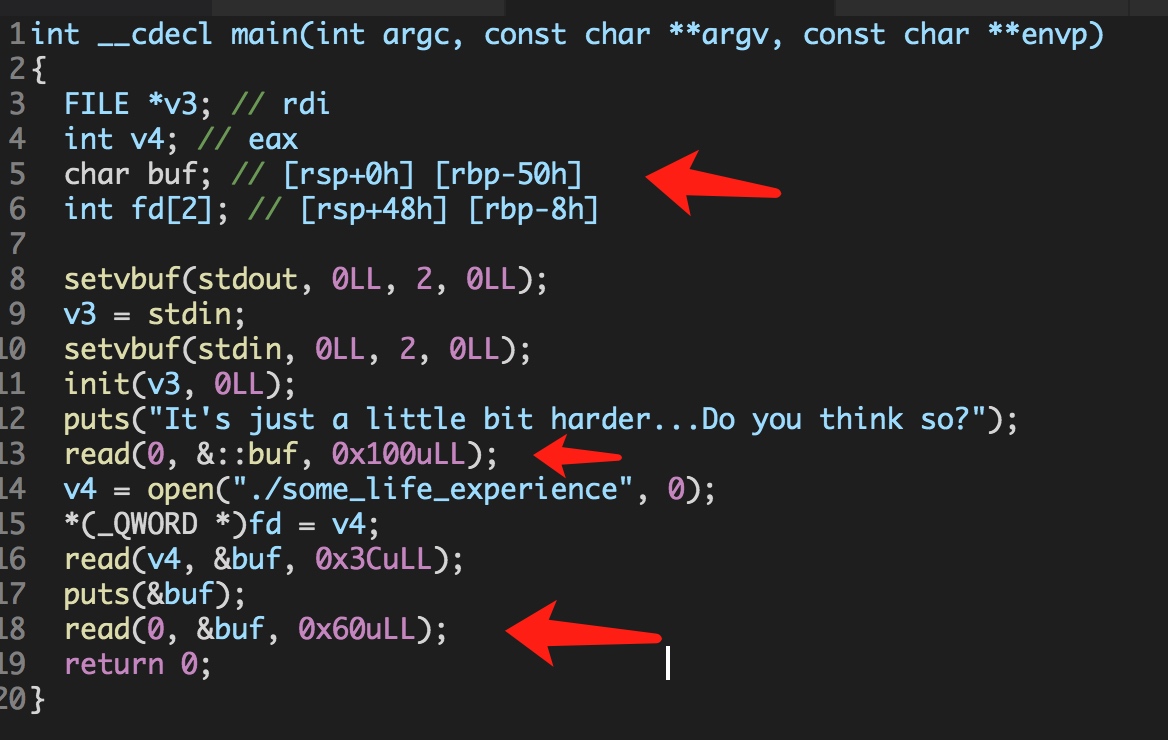 1 int __cdecl main(int argc, const char **argv, const char **envp)
2 {
3   FILE *v3; // rdi
4   int v4; // eax
5   char buf; // [rsp+0h] [rbp-50h]
6   int fd[2]; // [rsp+48h] [rbp-8h]
7
8   setvbuf(stdout, 0LL, 2, 0LL);
9   v3 = stdin;
10   setvbuf(stdin, 0LL, 2, 0LL);
11   init(v3, 0LL);
12   puts("It's just a little bit harder...Do you think so?");
13   read(0, &::buf, 0x100uLL);
14   v4 = open("./some_life_experience", 0);
15   *(_QWORD *)fd = v4;
16   read(v4, &buf, 0x3CuLL);
17   puts(&buf);
18   read(0, &buf, 0x60uLL);
19   return 0;
20 }